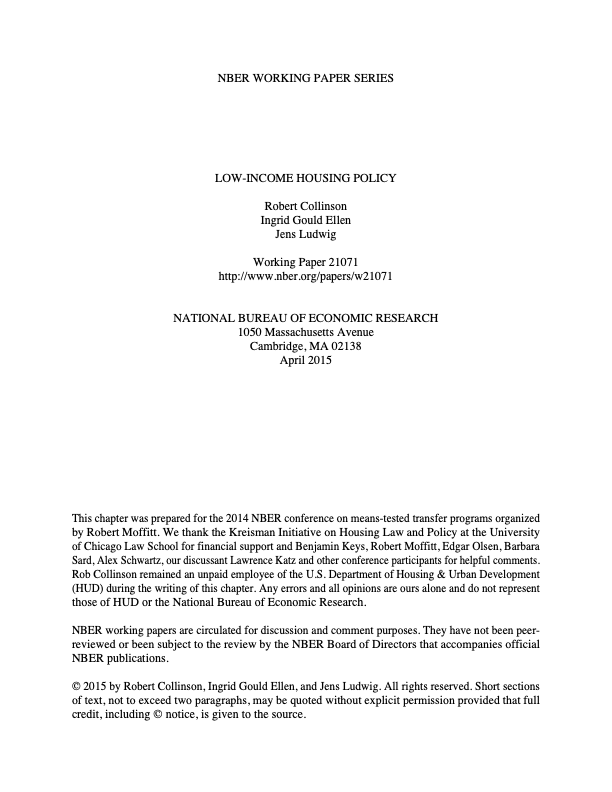 NBER WORKING PAPER SERIES
LOW-INCOME HOUSING POLICY
Robert Collinson
Ingrid Gould Ellen
Jens Ludwig
Working Paper 21071
http://www.nber.org/papers/w21071
NATIONAL BUREAU OF ECONOMIC RESEARCH
1050 Massachusetts Avenue
Cambridge, MA 02138
April 2015
This chapter was prepared for the 2014 NBER conference on means-tested transfer programs organized
by Robert Moffitt. We thank the Kreisman Initiative on Housing Law and Policy at the University
of Chicago Law School for financial support and Benjamin Keys, Robert Moffitt, Edgar Olsen, Barbara
Sard, Alex Schwartz, our discussant Lawrence Katz and other conference participants for helpful comments.
Rob Collinson remained an unpaid employee of the U.S. Department of Housing & Urban Development
(HUD) during the writing of this chapter. Any errors and all opinions are ours alone and do not represent
those of HUD or the National Bureau of Economic Research.
NBER working papers are circulated for discussion and comment purposes. They have not been peer-
reviewed or been subject to the review by the NBER Board of Directors that accompanies official
NBER publications.
© 2015 by Robert Collinson, Ingrid Gould Ellen, and Jens Ludwig. All rights reserved. Short sections
of text, not to exceed two paragraphs, may be quoted without explicit permission provided that full
credit, including © notice, is given to the source.